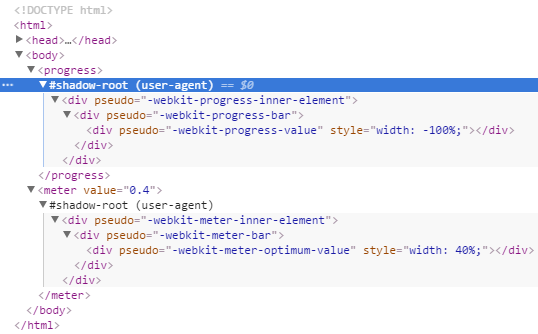 <!DOCTYPE html>
<html>
▶<head>…</head>
▼<body>
▼<progress>
… ▼#shadow-root (user-agent) == $0
▼<div pseudo="-webkit-progress-inner-element">
▼<div pseudo="-webkit-progress-bar">
<div pseudo="-webkit-progress-value" style="width: -100%;"></div>
</div>
</div>
</progress>
▼<meter value="0.4">
▼#shadow-root (user-agent)
▼<div pseudo="-webkit-meter-inner-element">
▼<div pseudo="-webkit-meter-bar">
<div pseudo="-webkit-meter-optimum-value" style="width: 40%;"></div>
</div>
</div>
</meter>
</body>
</html>